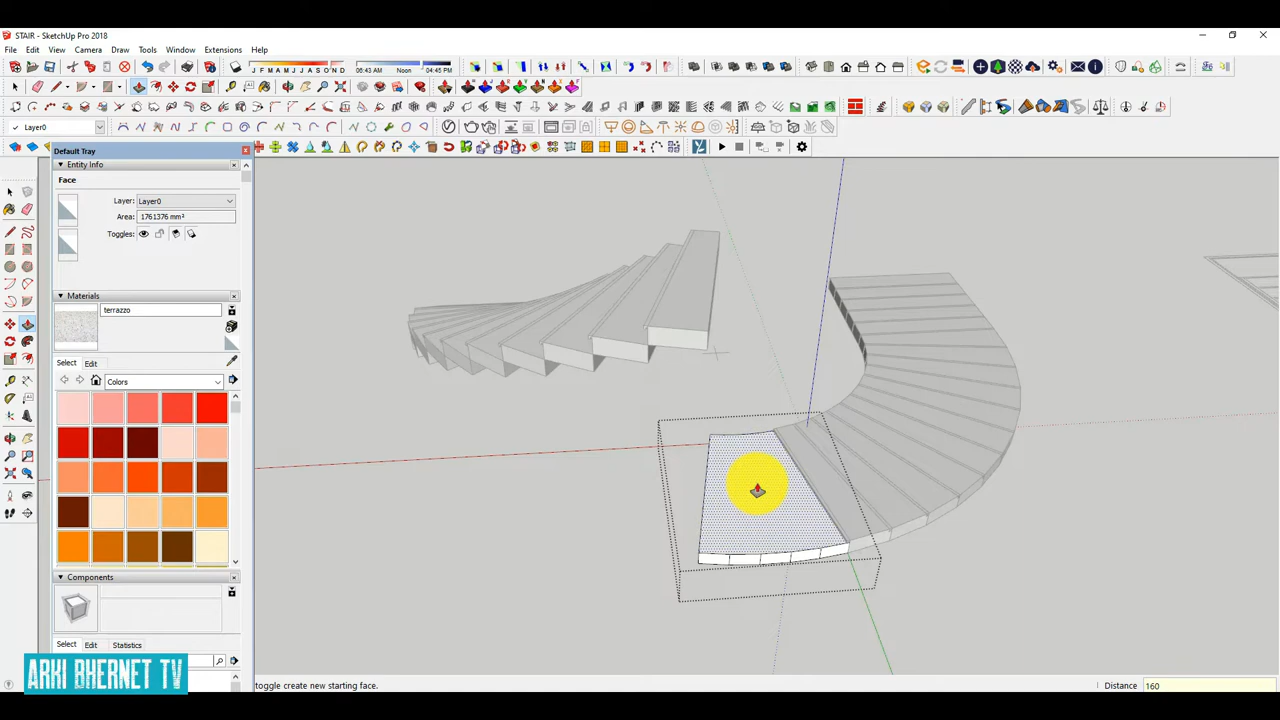 STAIR - SketchUp Pro 2018
File Edit View Camera Draw Tools Window Extensions Help
J F M A M J J A S O N D
06:43 AM Noon 04:45 PM
Layer0
Default Tray
Entity Info
Face
Layer: Layer0
Area: 1761376 mm²
Toggles:
Materials
terrazzo
Select Edit
Colors
Components
Select Edit Statistics
ARKI BHERNET TV
toggle create new starting face.
Distance 160